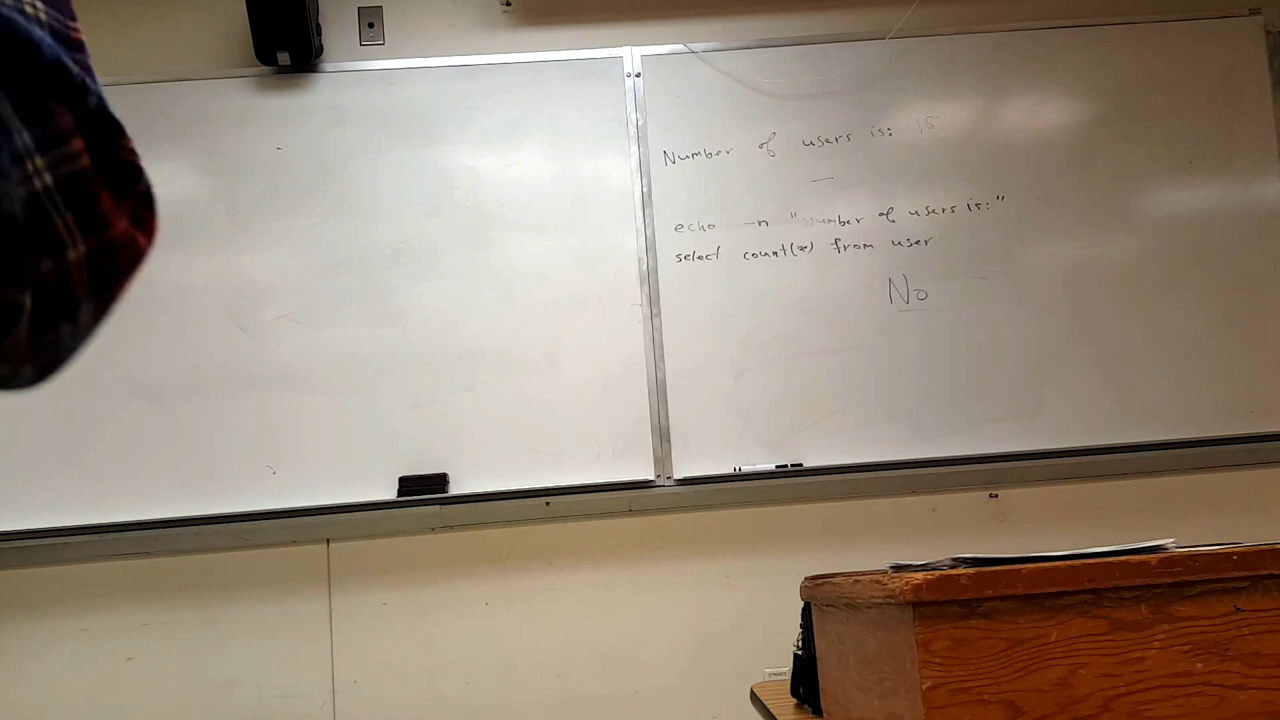 Number of users is: 15
echo -n "Number of users is:"
select count(*) from user
No